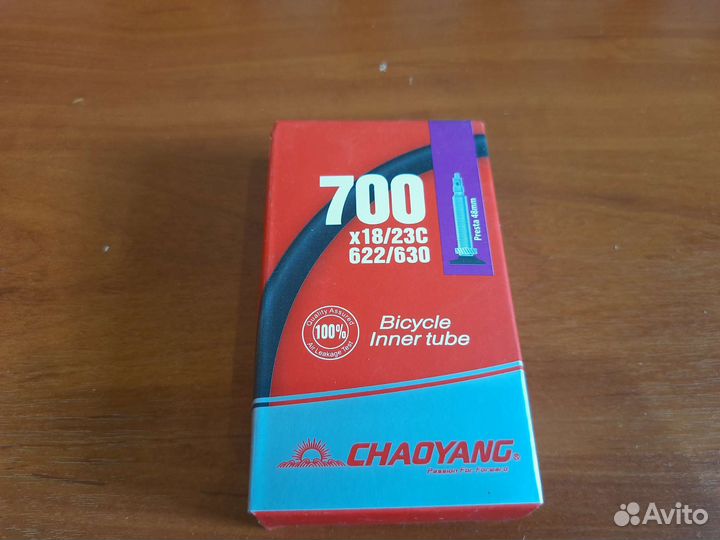 700
x18/23C
622/630
Presta 48mm
Quality Assured
100%
Air Leakage Test
Bicycle
Inner tube
CHAOYANG®
Passion For Forward
Avito